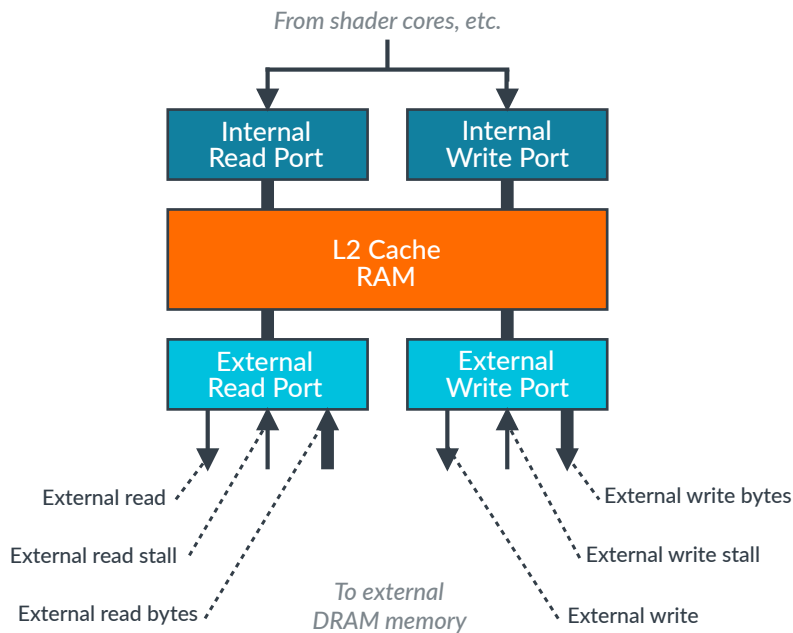 From shader cores, etc.
Internal
Read Port
Internal
Write Port
L2 Cache
RAM
External
Read Port
External
Write Port
External read
External write bytes
External read stall
External write stall
External read bytes
To external
DRAM memory
External write